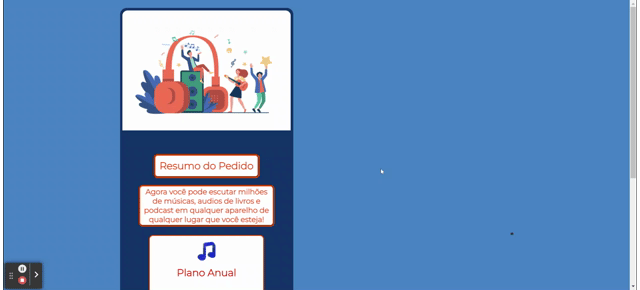 Resumo do Pedido
Agora você pode escutar milhões
de músicas, audios de livros e
podcast em qualquer aparelho de
qualquer lugar que você esteja!
Plano Anual